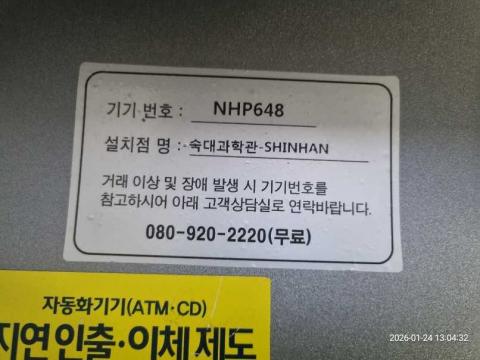 기기 번호 : NHP648
설치점 명 : 숙대과학관-SHINHAN
거래 이상 및 장애 발생 시 기기번호를
참고하시어 아래 고객상담실로 연락바랍니다.
080-920-2220(무료)
자동화기기(ATM·CD)
지연 인출·이체 제도
2026-01-24 13:04:32